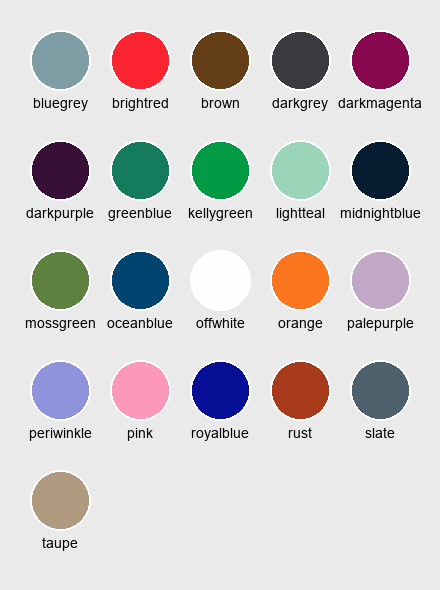 bluegrey brightred brown darkgrey darkmagenta
darkpurple greenblue kellygreen lightteal midnightblue
mossgreen oceanblue offwhite orange palepurple
periwinkle pink royalblue rust slate
taupe